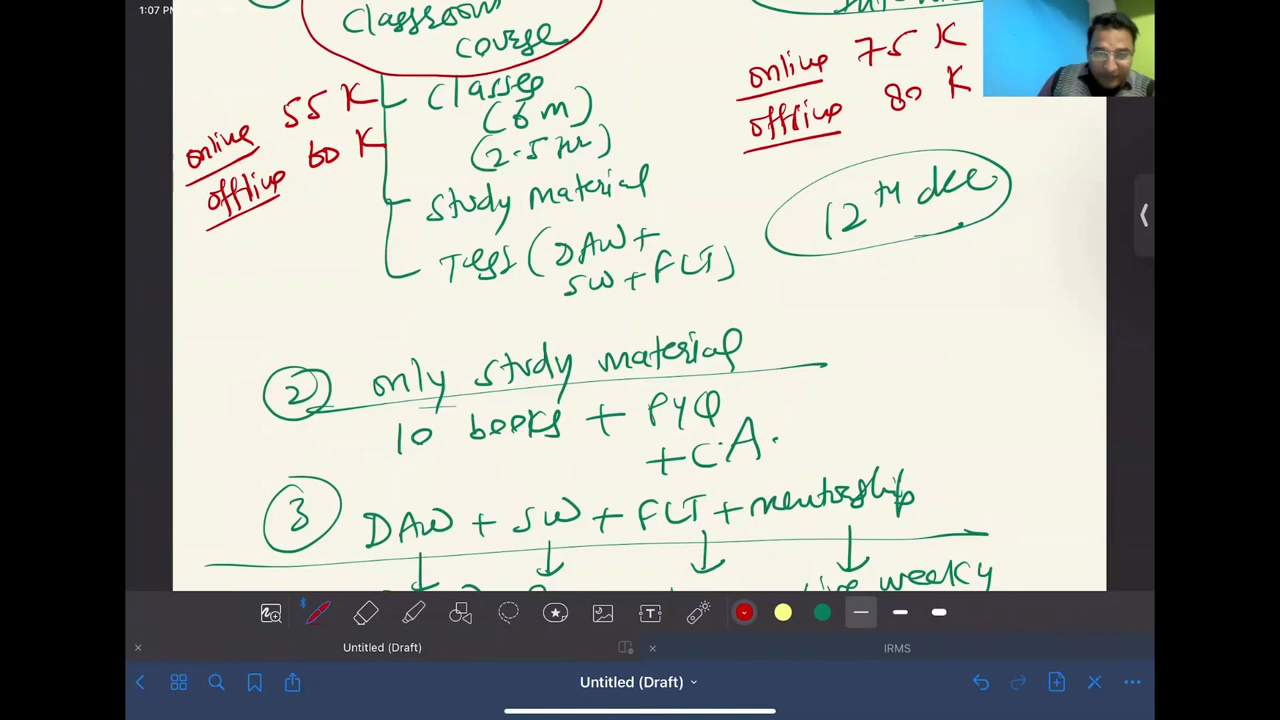 1:07 PM
classroom
course
online 55 K
offline 60 K
classes
(6 m)
(2.5 hr)
study material
Test (DAW +
SW + FLT)
online 75 K
offline 80 K
12th dec
2 only study material
10 books + PYQ
+ C.A.
3 DAW + SW + FLT + mentorship
weekly
Untitled (Draft)
IRMS
Untitled (Draft)